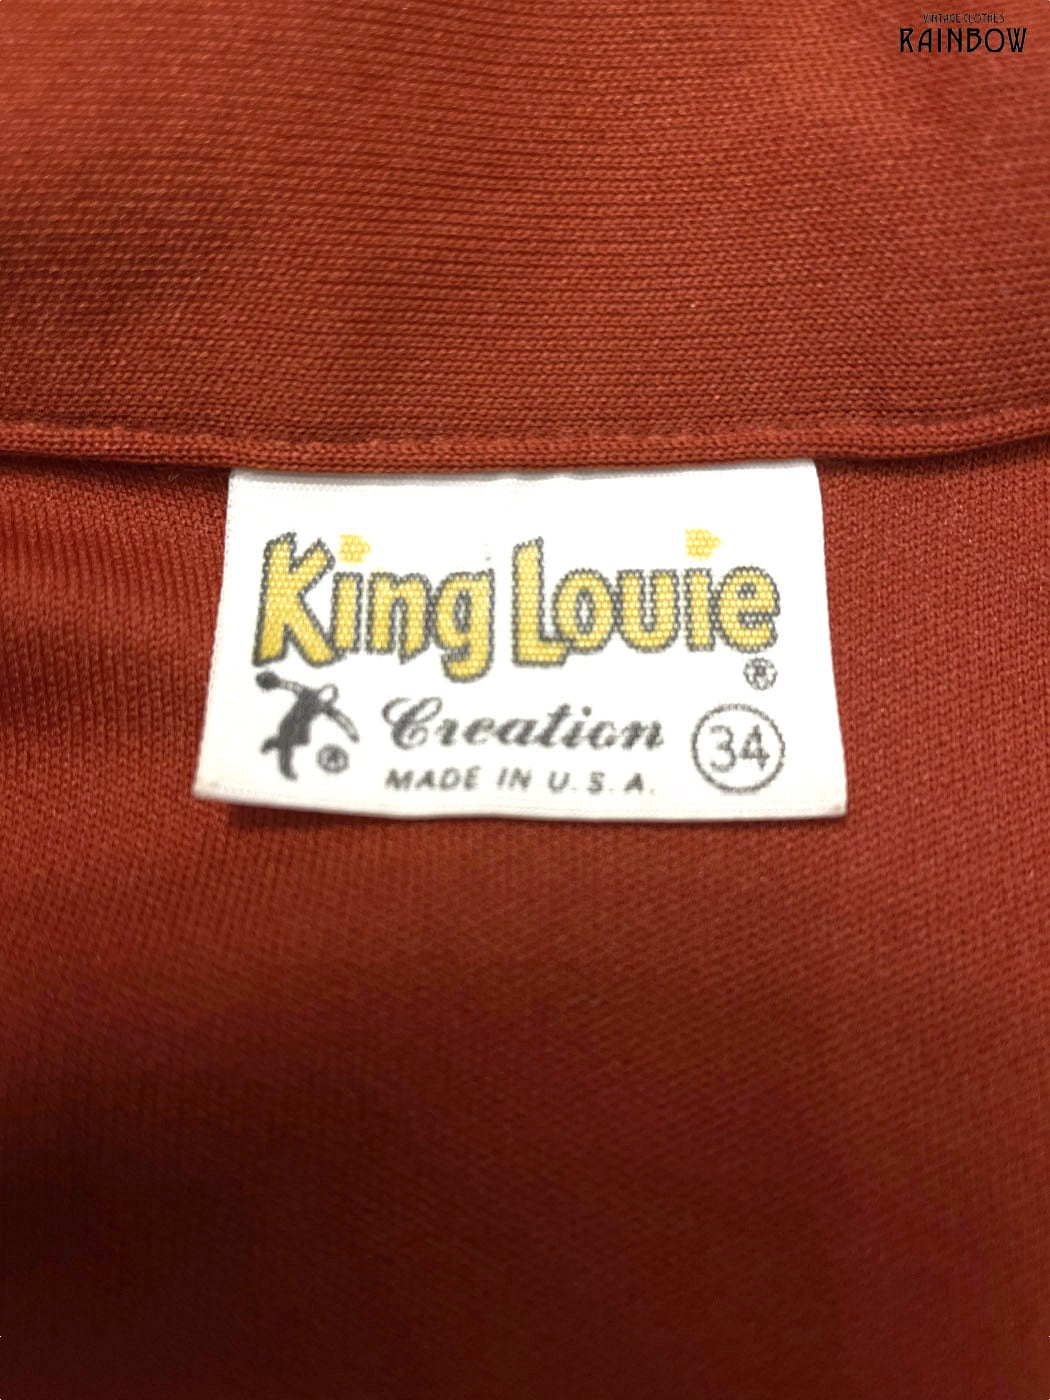 VINTAGE CLOTHES
RAINBOW
King Louie
®
Creation
34
®
MADE IN U.S.A.